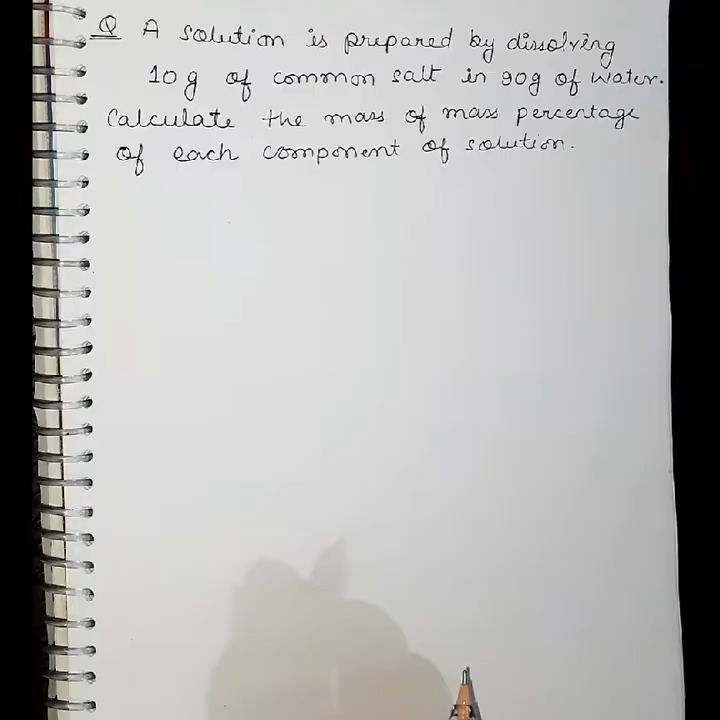 Q A solution is prepared by dissolving
10 g of common salt in 90g of water.
Calculate the mass of mass percentage
of each component of solution.